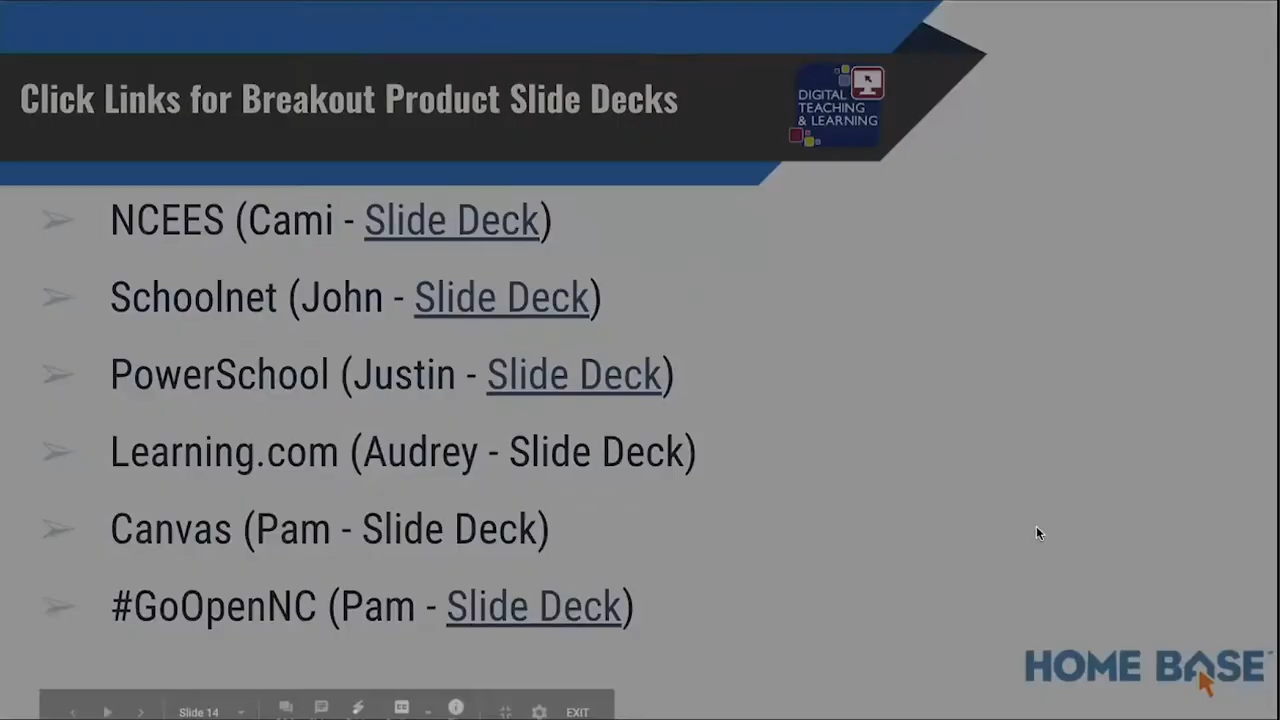 Click Links for Breakout Product Slide Decks
DIGITAL
TEACHING
& LEARNING
NCEES (Cami - Slide Deck)
Schoolnet (John - Slide Deck)
PowerSchool (Justin - Slide Deck)
Learning.com (Audrey - Slide Deck)
Canvas (Pam - Slide Deck)
#GoOpenNC (Pam - Slide Deck)
HOME BASE
Slide 14
EXIT